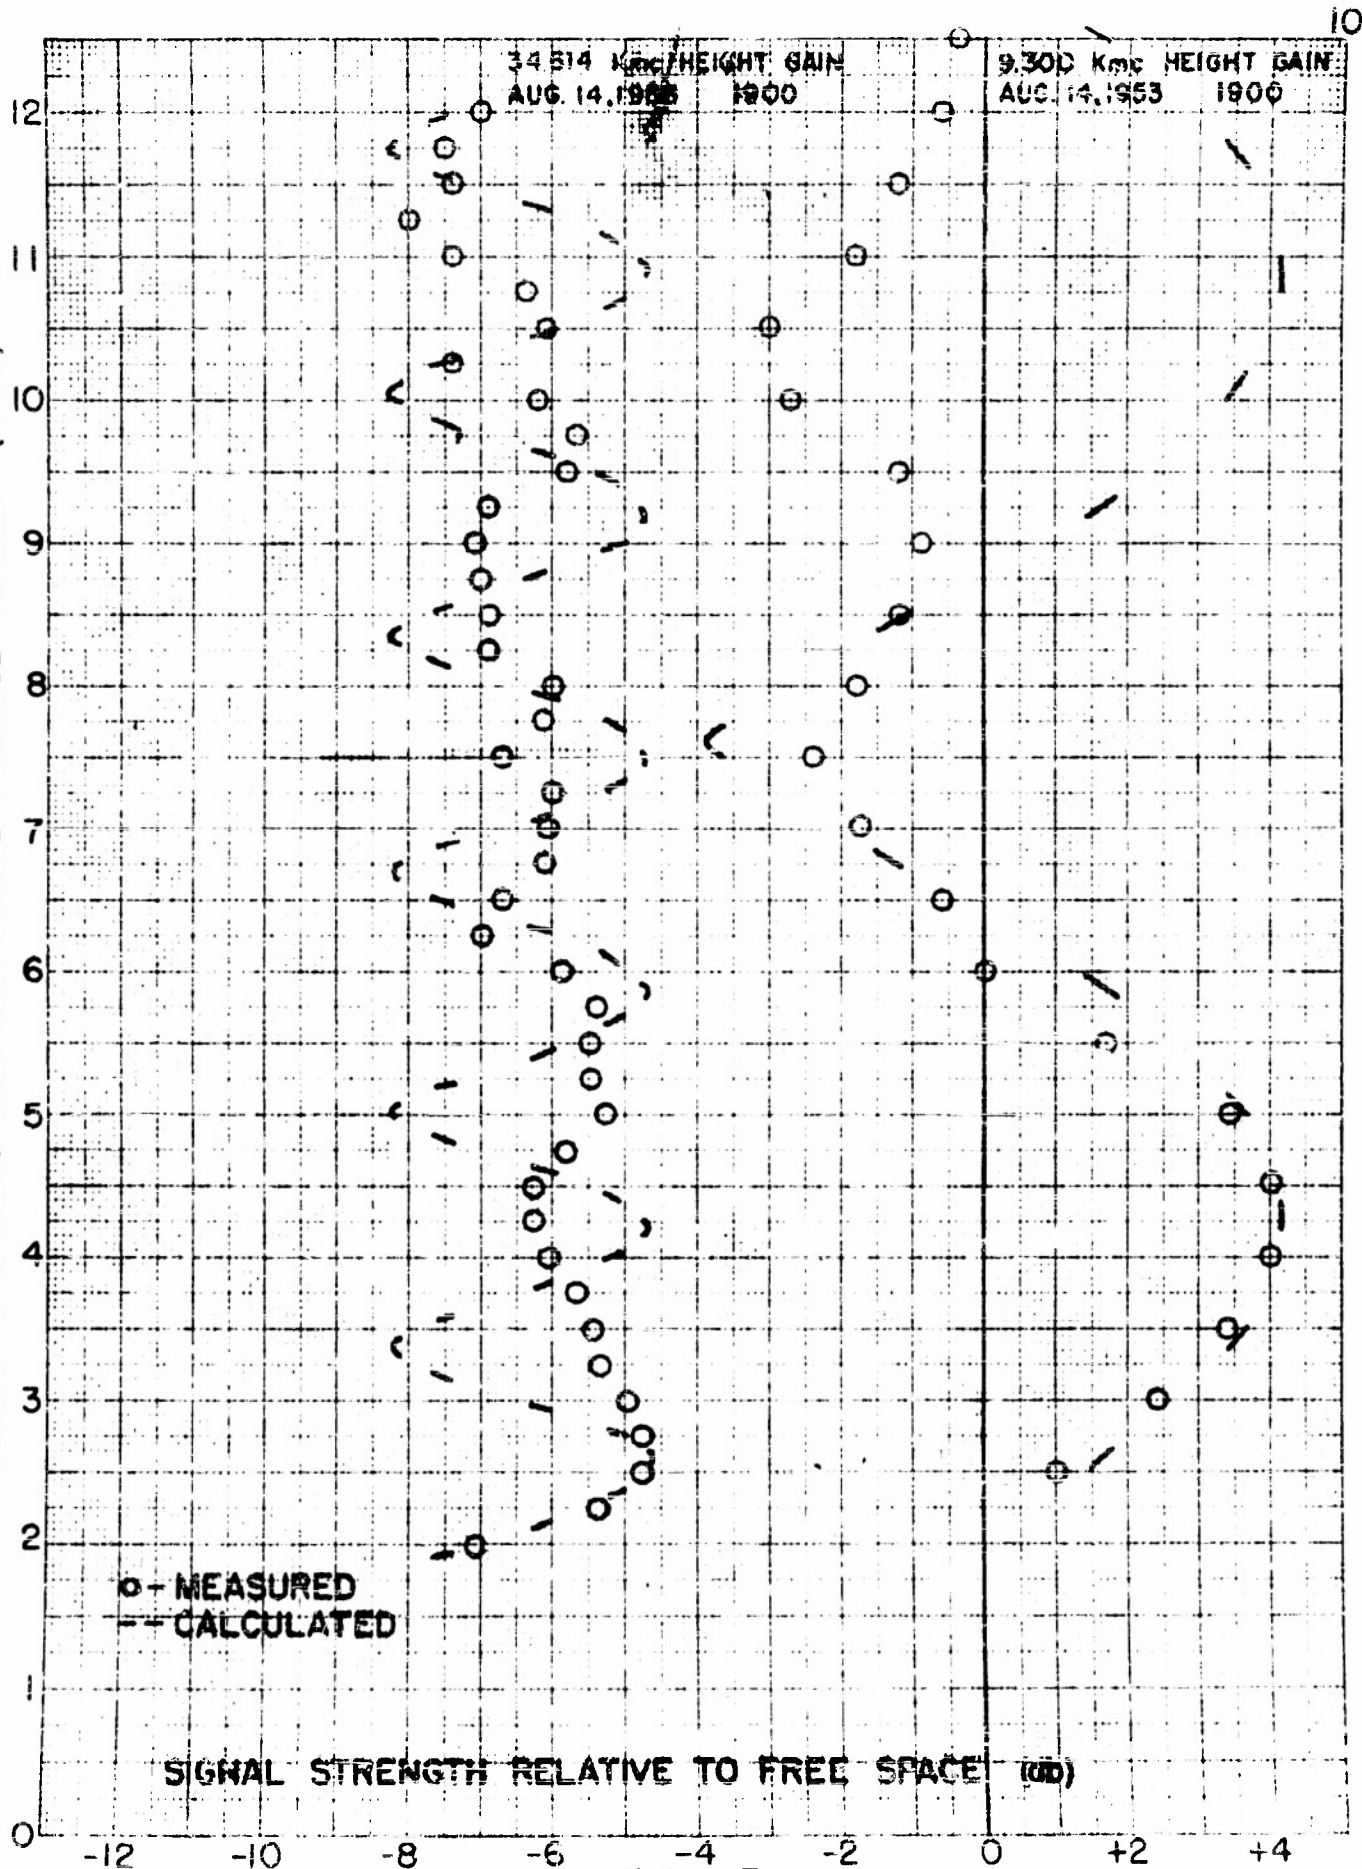 10
34.814 Kmc HEIGHT GAIN
AUG. 14, 1953 1900
9.300 Kmc HEIGHT GAIN
AUG. 14, 1953 1900
12
11
10
9
8
7
6
5
4
3
2
O - MEASURED
-- CALCULATED
1
SIGNAL STRENGTH RELATIVE TO FREE SPACE (DD)
0
-12 -10 -8 -6 -4 -2 0 +2 +4